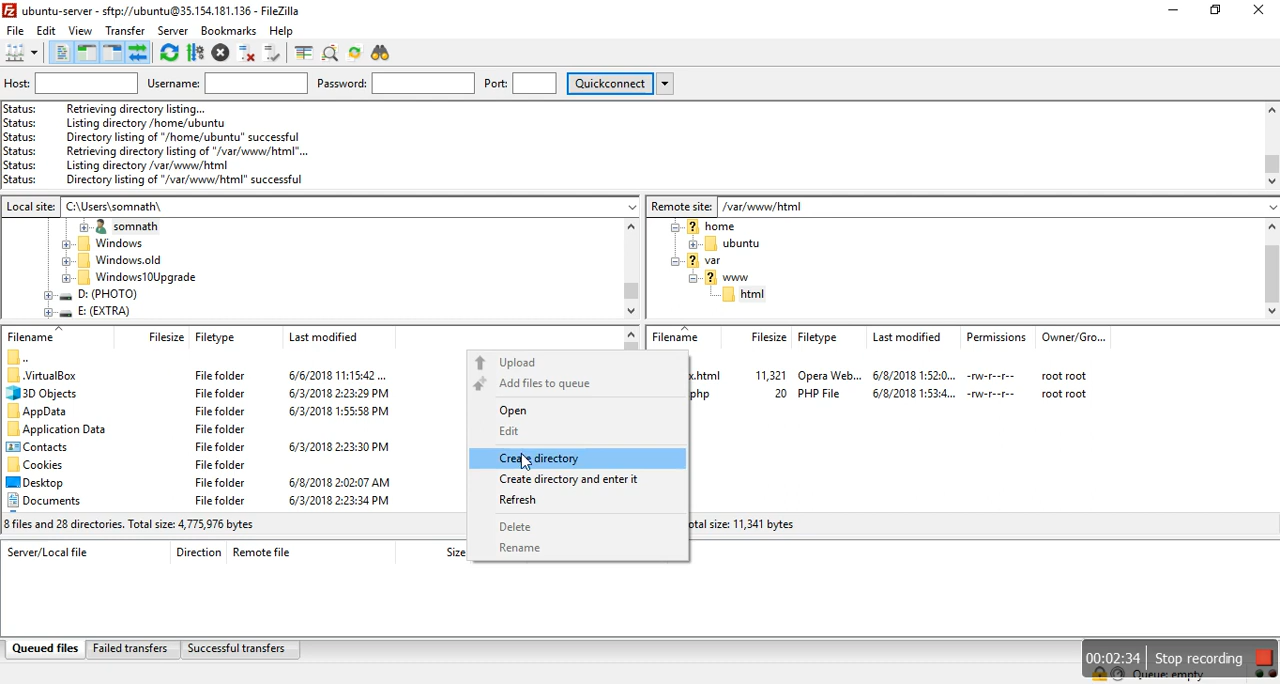 ubuntu-server - sftp://ubuntu@35.154.181.136 - FileZilla
File Edit View Transfer Server Bookmarks Help
Host: Username: Password: Port: Quickconnect
Status: Retrieving directory listing...
Status: Listing directory /home/ubuntu
Status: Directory listing of "/home/ubuntu" successful
Status: Retrieving directory listing of "/var/www/html"...
Status: Listing directory /var/www/html
Status: Directory listing of "/var/www/html" successful
Local site: C:\Users\somnath\
somnath
Windows
Windows.old
Windows10Upgrade
D: (PHOTO)
E: (EXTRA)
Remote site: /var/www/html
home
ubuntu
var
www
html
Filename Filesize Filetype Last modified
..
.VirtualBox File folder 6/6/2018 11:15:42 ...
3D Objects File folder 6/3/2018 2:23:29 PM
AppData File folder 6/3/2018 1:55:58 PM
Application Data File folder
Contacts File folder 6/3/2018 2:23:30 PM
Cookies File folder
Desktop File folder 6/8/2018 2:02:07 AM
Documents File folder 6/3/2018 2:23:34 PM
8 files and 28 directories. Total size: 4,775,976 bytes
Upload
Add files to queue
Open
Edit
Create directory
Create directory and enter it
Refresh
Delete
Rename
Filename Filesize Filetype Last modified Permissions Owner/Gro...
x.html 11,321 Opera Web... 6/8/2018 1:52:0... -rw-r--r-- root root
php 20 PHP File 6/8/2018 1:53:4... -rw-r--r-- root root
otal size: 11,341 bytes
Server/Local file Direction Remote file Size
Queued files Failed transfers Successful transfers
00:02:34 Stop recording
Queue: empty